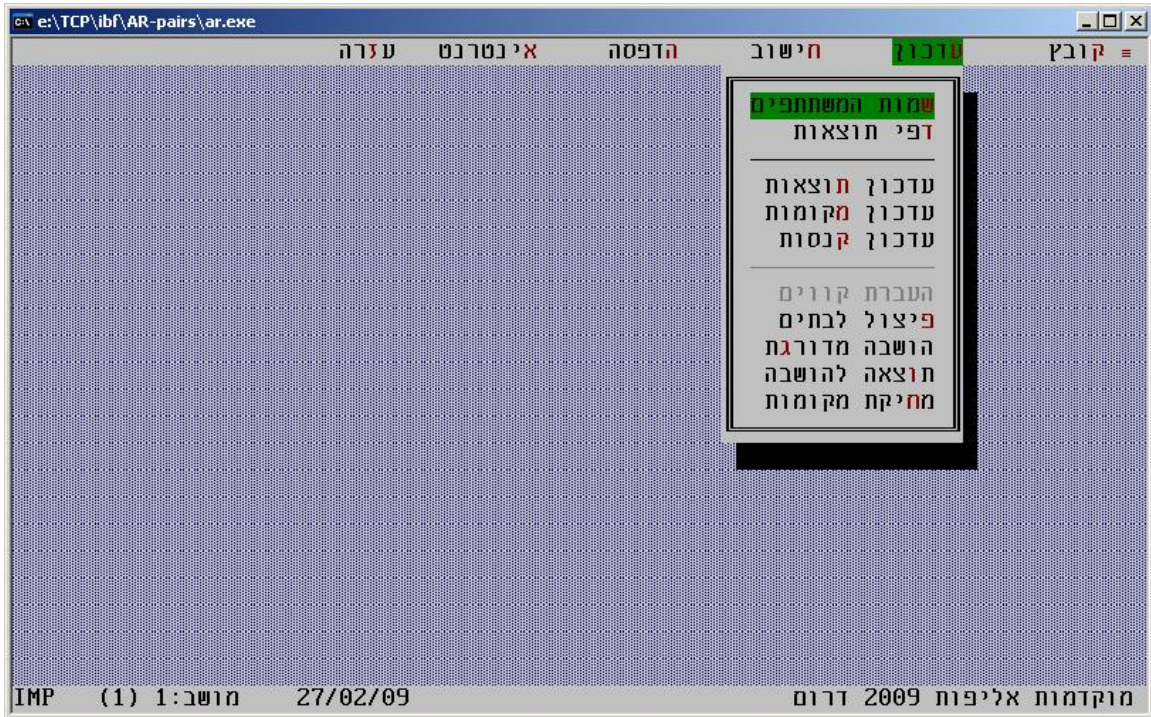 e:\TCP\ibf\AR-pairs\ar.exe
≡ קובץ עדכון חישוב הדפסה אינטרנט עזרה
שמות המשתתפים
דפי תוצאות
עדכון תוצאות
עדכון מקומות
עדכון קנסות
העברת קווים
פיצול לבתים
הושבה מדורגת
תוצאה להושבה
מחיקת מקומות
מוקדמות אליפות 2009 דרום 27/02/09 מושב:1 (1) IMP